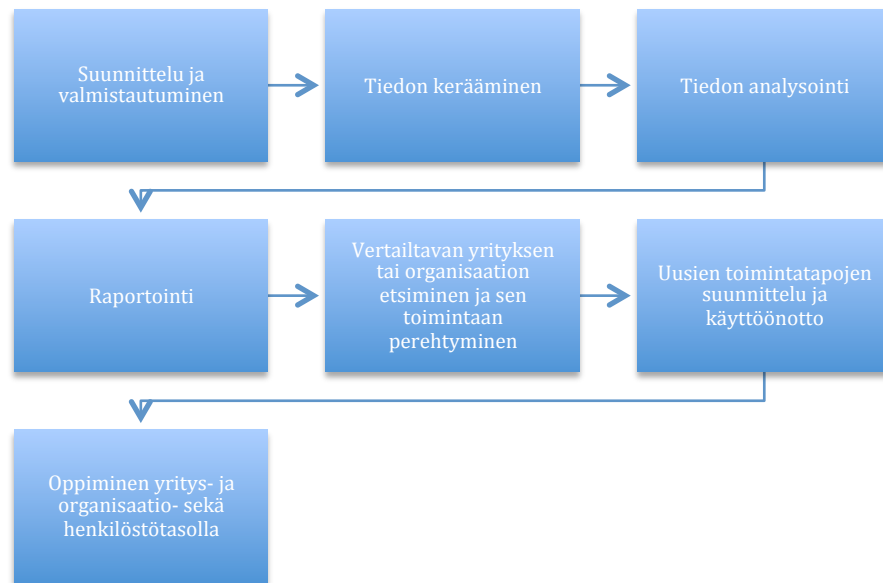 Suunnittelu ja
valmistautuminen
Tiedon kerääminen
Tiedon analysointi
Raportointi
Vertailtavan yrityksen
tai organisaation
etsiminen ja sen
toimintaan
perehtyminen
Uusien toimintatapojen
suunnittelu ja
käyttöönotto
Oppiminen yritys- ja
organisaatio- sekä
henkilöstötasolla